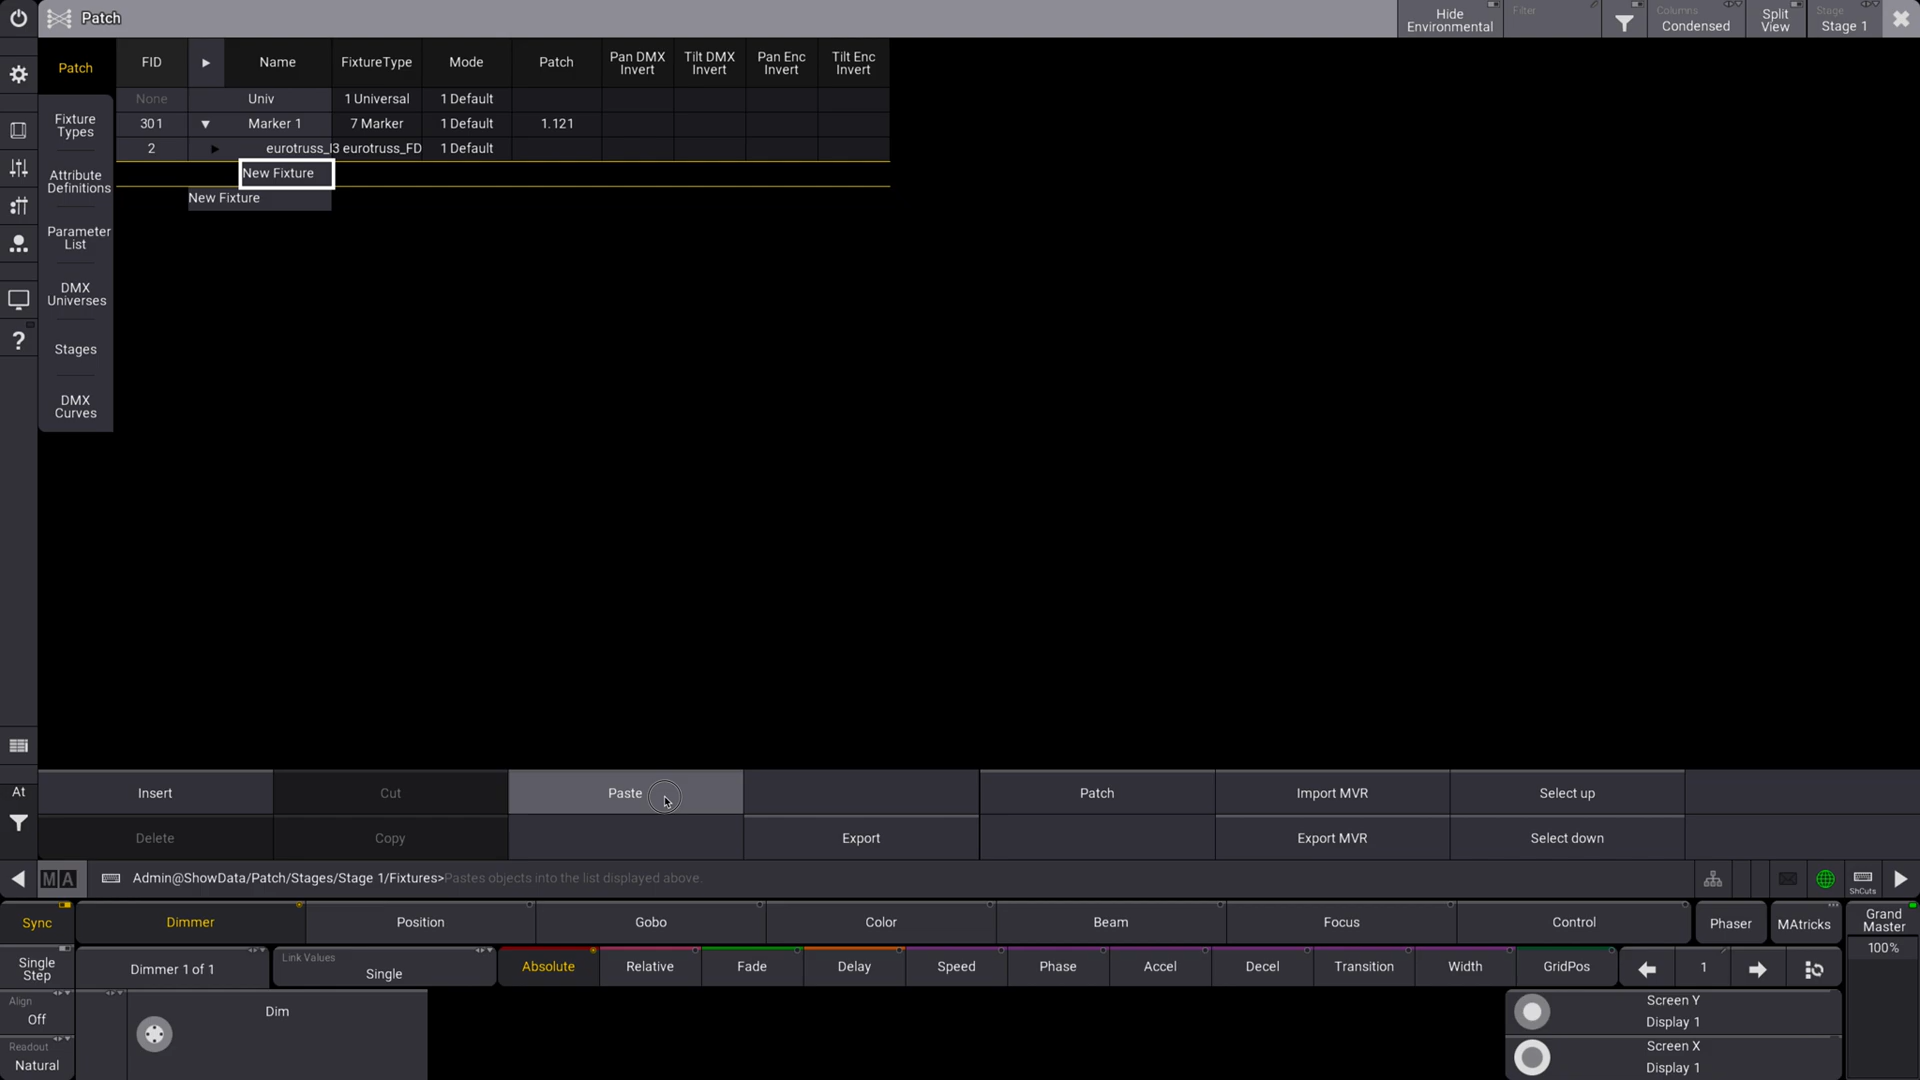 Patch
Hide Environmental
Filter
Columns
Condensed
Split View
Stage
Stage 1
Patch
FID
Name
FixtureType
Mode
Patch
Pan DMX Invert
Tilt DMX Invert
Pan Enc Invert
Tilt Enc Invert
None
Univ
1 Universal
1 Default
301
Marker 1
7 Marker
1 Default
1.121
2
eurotruss_
3 eurotruss_FD
1 Default
New Fixture
New Fixture
Fixture Types
Attribute Definitions
Parameter List
DMX Universes
Stages
DMX Curves
?
At
Insert
Cut
Paste
Patch
Import MVR
Select up
Delete
Copy
Export
Export MVR
Select down
MA
Admin@ShowData/Patch/Stages/Stage 1/Fixtures>Pastes objects into the list displayed above.
ShCuts
Sync
Dimmer
Position
Gobo
Color
Beam
Focus
Control
Phaser
MAtricks
Grand Master
100%
Single Step
Dimmer 1 of 1
Link Values
Single
Absolute
Relative
Fade
Delay
Speed
Phase
Accel
Decel
Transition
Width
GridPos
1
Align
Off
Dim
Screen Y
Display 1
Readout
Natural
Screen X
Display 1